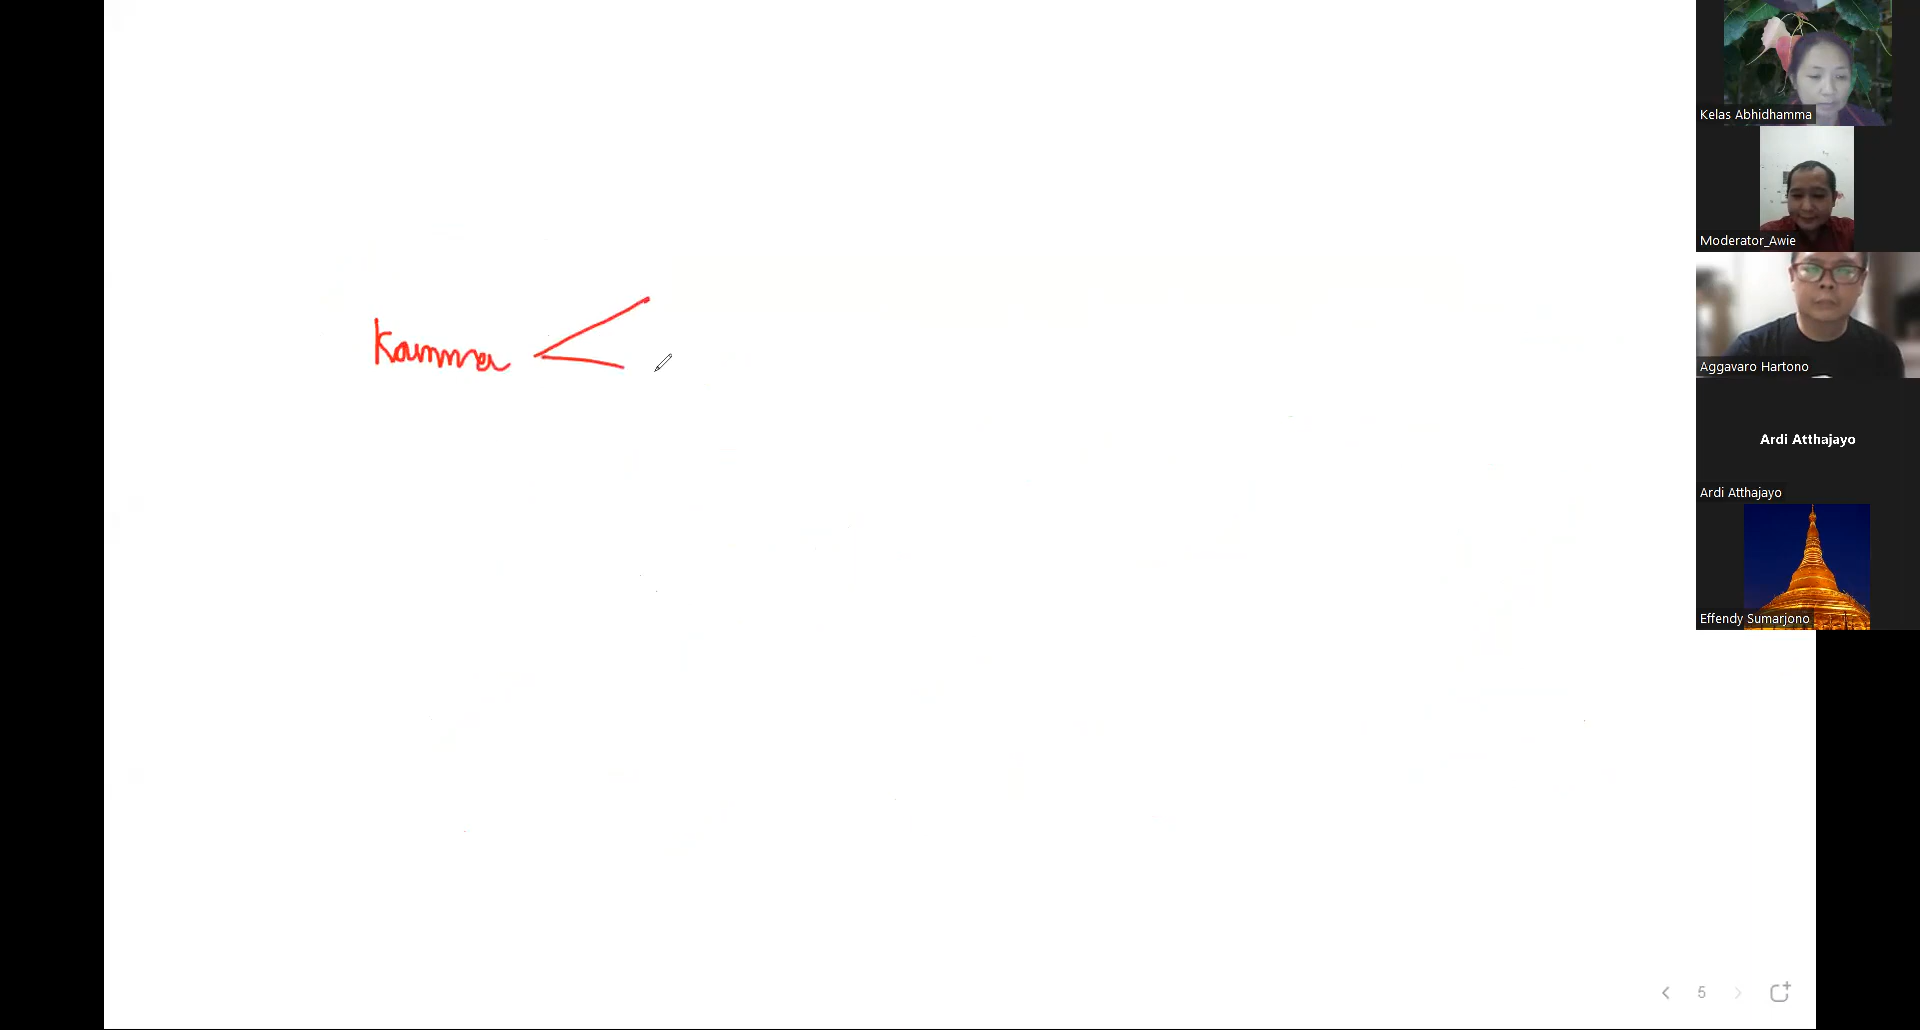 Kamma
Kelas Abhidhamma
Moderator_Awie
Aggavaro Hartono
Ardi Atthajayo
Ardi Atthajayo
Effendy Sumarjono
5